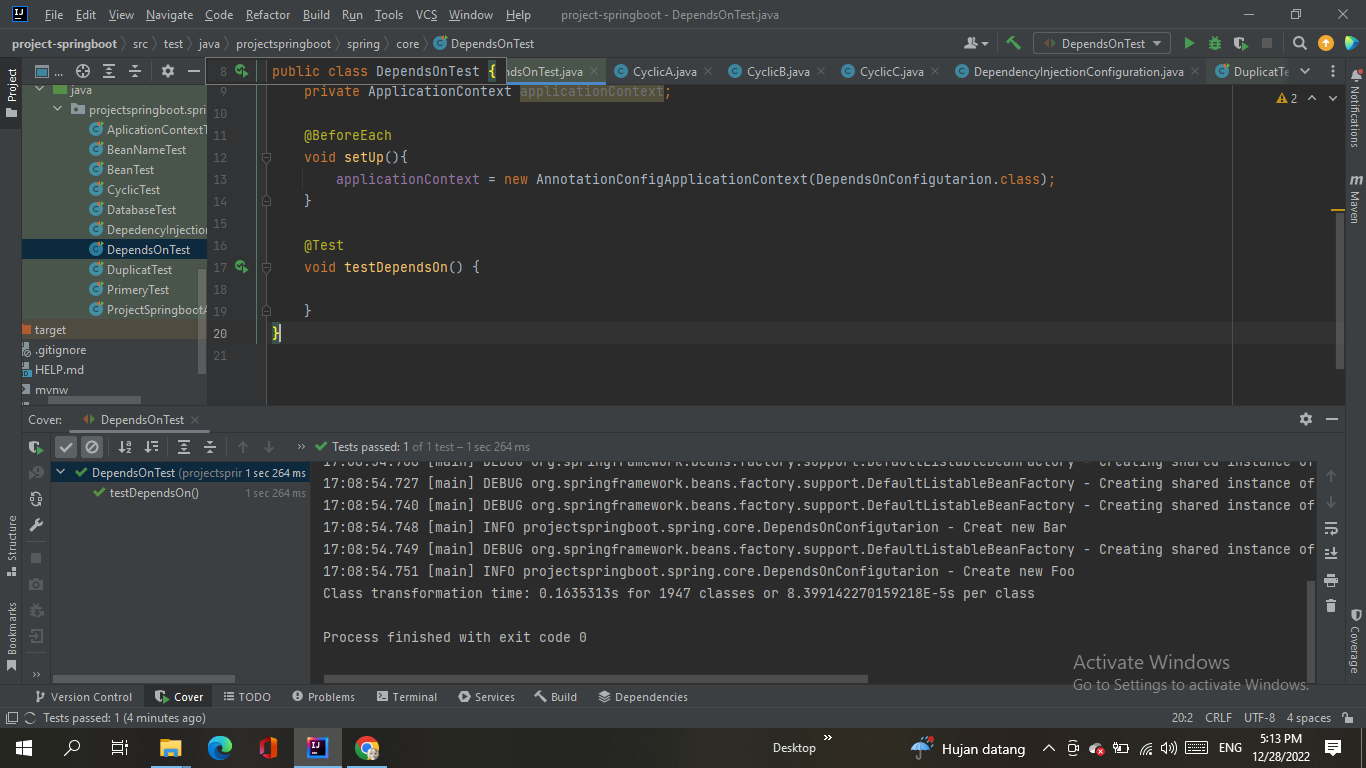 File Edit View Navigate Code Refactor Build Run Tools VCS Window Help project-springboot - DependsOnTest.java
project-springboot src test java projectspringboot spring core DependsOnTest DependsOnTest
Project
...
8 public class DependsOnTest {
ndsOnTest.java CyclicA.java CyclicB.java CyclicC.java DependencyInjectionConfiguration.java DuplicatTe
Notifications
Maven
Coverage
java
projectspringboot.spri
AplicationContextT
BeanNameTest
BeanTest
CyclicTest
DatabaseTest
DepedencyInjection
DependsOnTest
DuplicatTest
PrimeryTest
ProjectSpringbootA
target
.gitignore
HELP.md
mvnw
9 private ApplicationContext applicationContext;
2
10
11 @BeforeEach
12 void setUp(){
13 applicationContext = new AnnotationConfigApplicationContext(DependsOnConfigutarion.class);
14 }
15
16 @Test
17 void testDependsOn() {
18
19 }
20 }
21
Cover: DependsOnTest
Tests passed: 1 of 1 test – 1 sec 264 ms
DependsOnTest (projectsprir 1 sec 264 ms
testDependsOn() 1 sec 264 ms
[main] DEBUG org.springframework.beans.factory.support.DefaultListableBeanFactory - Creating shared instance of
17:08:54.727 [main] DEBUG org.springframework.beans.factory.support.DefaultListableBeanFactory - Creating shared instance of
17:08:54.740 [main] DEBUG org.springframework.beans.factory.support.DefaultListableBeanFactory - Creating shared instance of
17:08:54.748 [main] INFO projectspringboot.spring.core.DependsOnConfigutarion - Creat new Bar
17:08:54.749 [main] DEBUG org.springframework.beans.factory.support.DefaultListableBeanFactory - Creating shared instance of
17:08:54.751 [main] INFO projectspringboot.spring.core.DependsOnConfigutarion - Create new Foo
Class transformation time: 0.1635313s for 1947 classes or 8.399142270159218E-5s per class
Process finished with exit code 0
Structure
Bookmarks
Activate Windows
Go to Settings to activate Windows.
Version Control Cover TODO Problems Terminal Services Build Dependencies
Tests passed: 1 (4 minutes ago) 20:2 CRLF UTF-8 4 spaces
Desktop Hujan datang ENG 5:13 PM
12/28/2022